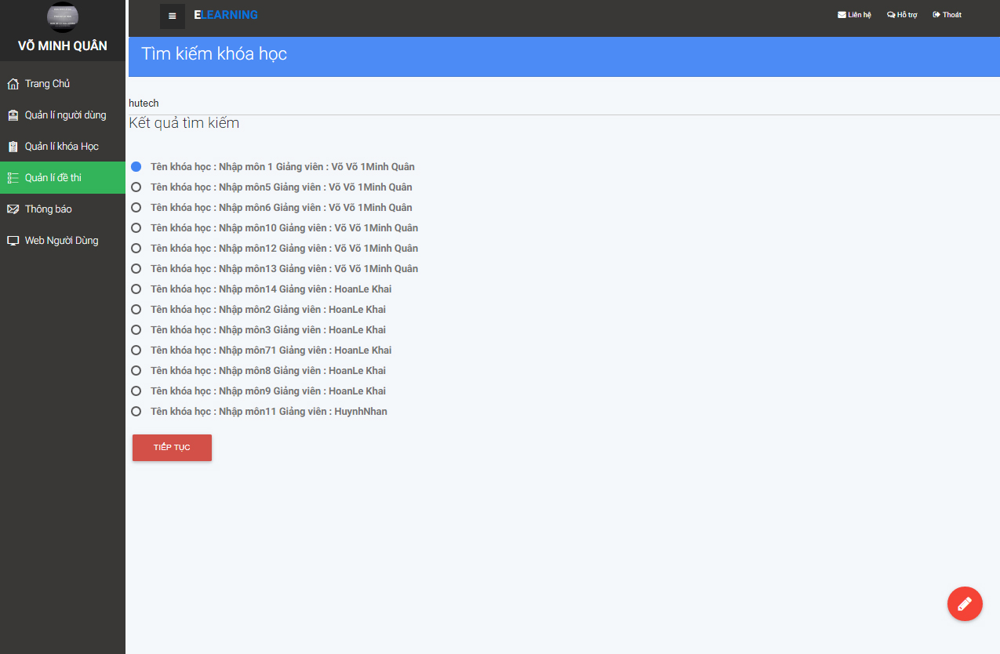 VÕ MINH QUÂN
Trang Chủ
Quản lí người dùng
Quản lí khóa Học
Quản lí đề thi
Thông báo
Web Người Dùng
ELEARNING
Liên hệ
Hỗ trợ
Thoát
Tìm kiếm khóa học
hutech
Kết quả tìm kiếm
Tên khóa học : Nhập môn 1 Giảng viên : Võ Võ 1Minh Quân
Tên khóa học : Nhập môn5 Giảng viên : Võ Võ 1Minh Quân
Tên khóa học : Nhập môn6 Giảng viên : Võ Võ 1Minh Quân
Tên khóa học : Nhập môn10 Giảng viên : Võ Võ 1Minh Quân
Tên khóa học : Nhập môn12 Giảng viên : Võ Võ 1Minh Quân
Tên khóa học : Nhập môn13 Giảng viên : Võ Võ 1Minh Quân
Tên khóa học : Nhập môn14 Giảng viên : HoanLe Khai
Tên khóa học : Nhập môn2 Giảng viên : HoanLe Khai
Tên khóa học : Nhập môn3 Giảng viên : HoanLe Khai
Tên khóa học : Nhập môn71 Giảng viên : HoanLe Khai
Tên khóa học : Nhập môn8 Giảng viên : HoanLe Khai
Tên khóa học : Nhập môn9 Giảng viên : HoanLe Khai
Tên khóa học : Nhập môn11 Giảng viên : HuynhNhan
TIẾP TỤC